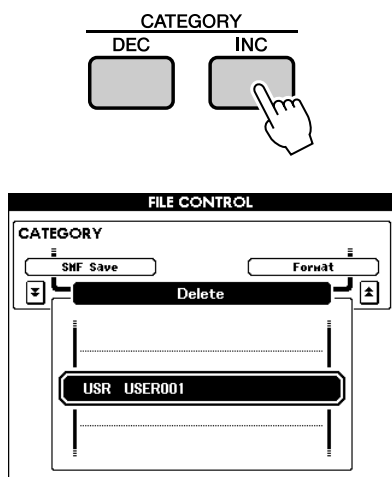 CATEGORY
DEC INC
FILE CONTROL
CATEGORY
SMF Save Format
Delete
USR USER001